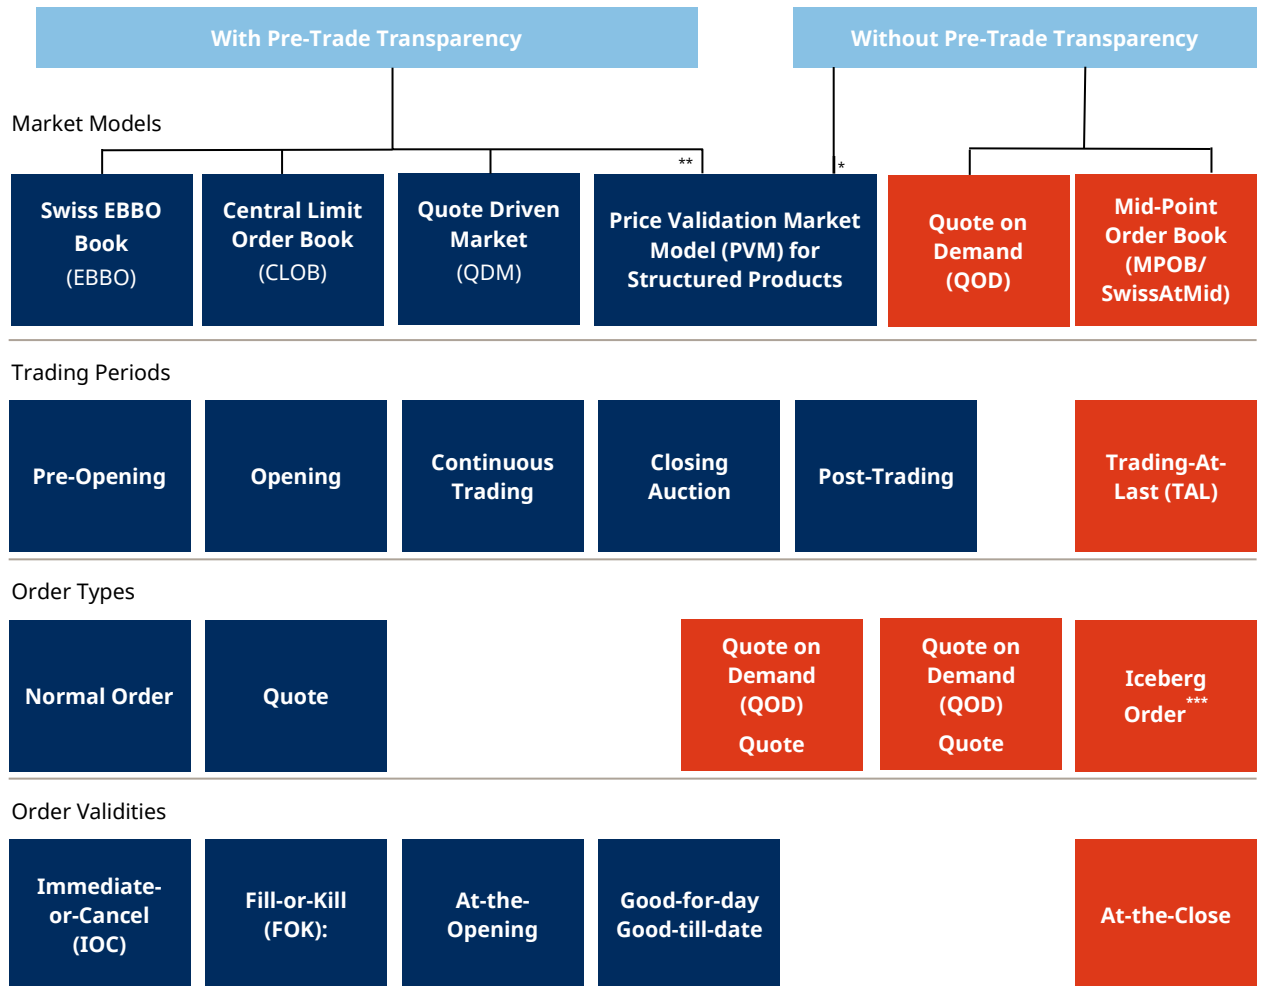 With Pre-Trade Transparency
Without Pre-Trade Transparency
Market Models
**
*
Swiss EBBO
Book
(EBBO)
Central Limit
Order Book
(CLOB)
Quote Driven
Market
(QDM)
Price Validation Market
Model (PVM) for
Structured Products
Quote on
Demand
(QOD)
Mid-Point
Order Book
(MPOB/
SwissAtMid)
Trading Periods
Pre-Opening
Opening
Continuous
Trading
Closing
Auction
Post-Trading
Trading-At-
Last (TAL)
Order Types
Normal Order
Quote
Quote on
Demand
(QOD)
Quote
Quote on
Demand
(QOD)
Quote
Iceberg
Order***
Order Validities
Immediate-
or-Cancel
(IOC)
Fill-or-Kill
(FOK):
At-the-
Opening
Good-for-day
Good-till-date
At-the-Close